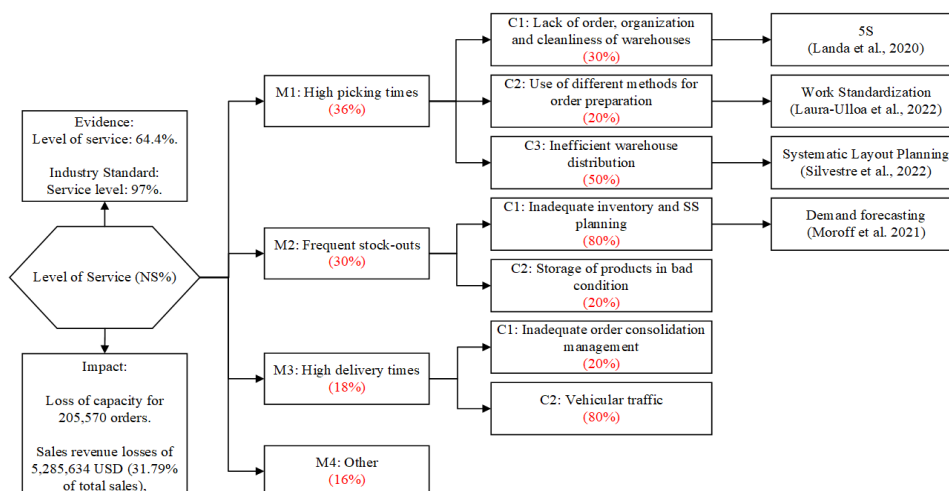 Evidence:
Level of service: 64.4%.
Industry Standard:
Service level: 97%.
Level of Service (NS%)
Impact:
Loss of capacity for
205,570 orders.
Sales revenue losses of
5,285,634 USD (31.79%
of total sales),
M1: High picking times
(36%)
M2: Frequent stock-outs
(30%)
M3: High delivery times
(18%)
M4: Other
(16%)
C1: Lack of order, organization
and cleanliness of warehouses
(30%)
C2: Use of different methods for
order preparation
(20%)
C3: Inefficient warehouse
distribution
(50%)
C1: Inadequate inventory and SS
planning
(80%)
C2: Storage of products in bad
condition
(20%)
C1: Inadequate order consolidation
management
(20%)
C2: Vehicular traffic
(80%)
5S
(Landa et al., 2020)
Work Standardization
(Laura-Ulloa et al., 2022)
Systematic Layout Planning
(Silvestre et al., 2022)
Demand forecasting
(Moroff et al. 2021)